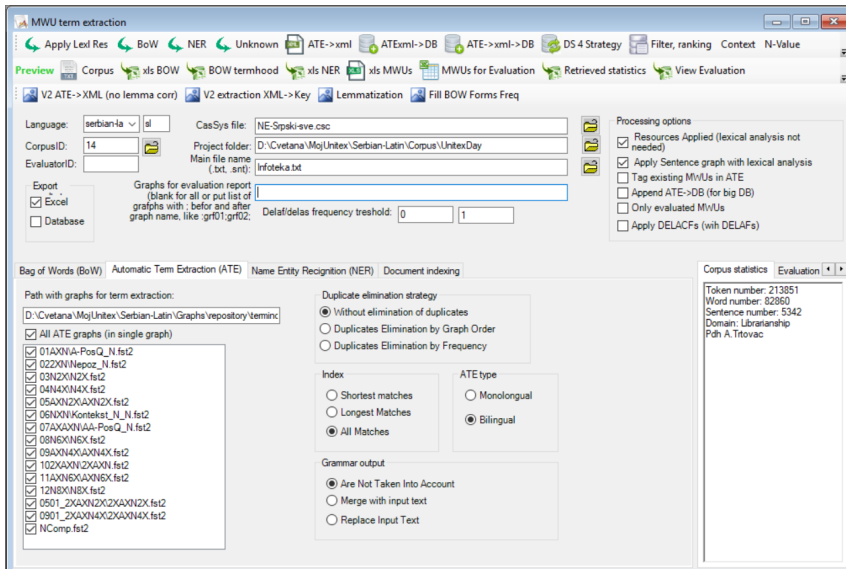 MWU term extraction
Apply Lexl Res BoW NER Unknown ATE->xml ATExml->DB ATE->xml->DB DS 4 Strategy Filter, ranking Context N-Value
Preview Corpus xls BOW BOW termhood xls NER xls MWUs MWUs for Evaluation Retrieved statistics View Evaluation
V2 ATE->XML (no lemma corr) V2 extraction XML->Key Lemmatization Fill BOW Forms Freq
Language: serbian-la sl CasSys file: NE-Srpski-sve.csc
CorpusID: 14 Project folder: D:\Cvetana\MojUnitex\Serbian-Latin\Corpus\UnitexDay
EvaluatorID: Main file name (.txt, .snt): Infoteka.txt
Export
Excel
Database
Graphs for evaluation report
(blank for all or put list of
grafphs with ; befor and after
graph name, like :grf01;grf02;
Delaf/delas frequency treshold: 0 1
Processing options
Resources Applied (lexical analysis not
needed)
Apply Sentence graph with lexical analysis
Tag existing MWUs in ATE
Append ATE->DB (for big DB)
Only evaluated MWUs
Apply DELACFs (wih DELAFs)
Bag of Words (BoW) Automatic Term Extraction (ATE) Name Entity Recignition (NER) Document indexing
Path with graphs for term extraction:
D:\Cvetana\MojUnitex\Serbian-Latin\Graphs\repository\terminc
All ATE graphs (in single graph)
01AXN\A-PosQ_N.fst2
022XN\Nepoz_N.fst2
03N2X\N2X.fst2
04N4X\N4X.fst2
05AXN2X\AXN2X.fst2
06NXN\Kontekst_N_N.fst2
07AXAXN\AA-PosQ_N.fst2
08N6X\N6X.fst2
09AXN4X\AXN4X.fst2
102XAXN\2XAXN.fst2
11AXN6X\AXN6X.fst2
12N8X\N8X.fst2
0501_2XAXN2X\2XAXN2X.fst2
0901_2XAXN4X\2XAXN4X.fst2
NComp.fst2
Duplicate elimination strategy
Without elimination of duplicates
Duplicates Elimination by Graph Order
Duplicates Elimination by Frequency
Index
Shortest matches
Longest Matches
All Matches
ATE type
Monolongual
Bilingual
Grammar output
Are Not Taken Into Account
Merge with input text
Replace Input Text
Corpus statistics Evaluation
Token number: 213851
Word number: 82860
Sentence number: 5342
Domain: Librarianship
Pdh A.Trtovac